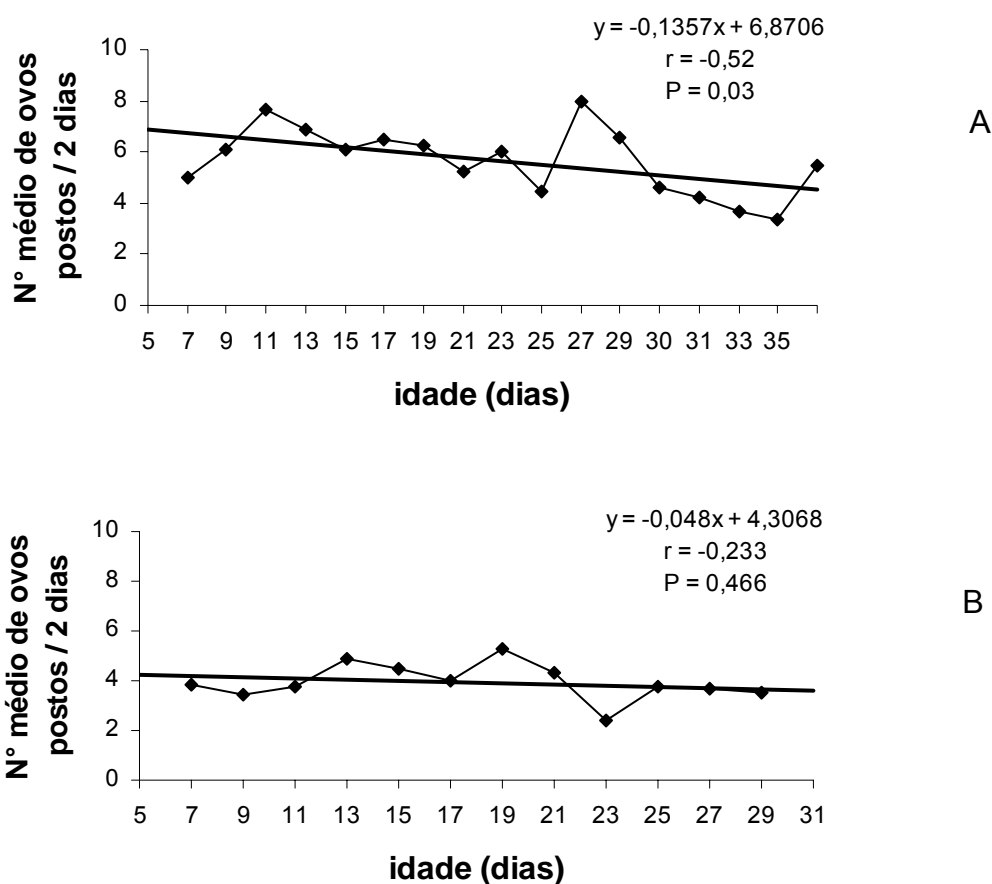 y = -0,1357x + 6,8706
r = -0,52
P = 0,03
A
N° médio de ovos
postos / 2 dias
10
8
6
4
2
0
5 7 9 11 13 15 17 19 21 23 25 27 29 30 31 33 35
idade (dias)
y = -0,048x + 4,3068
r = -0,233
P = 0,466
B
N° médio de ovos
postos / 2 dias
10
8
6
4
2
0
5 7 9 11 13 15 17 19 21 23 25 27 29 31
idade (dias)